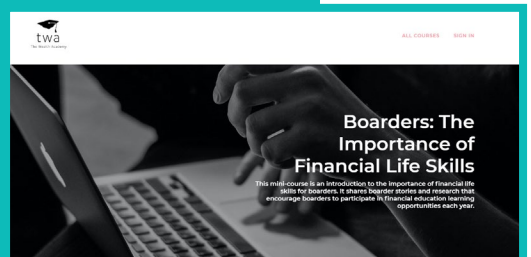 twa
The Wealth Academy
ALL COURSES
SIGN IN
Boarders: The
Importance of
Financial Life Skills
This mini-course is an introduction to the importance of financial life
skills for boarders. It shares boarder stories and research that
encourage boarders to participate in financial education learning
opportunities each year.